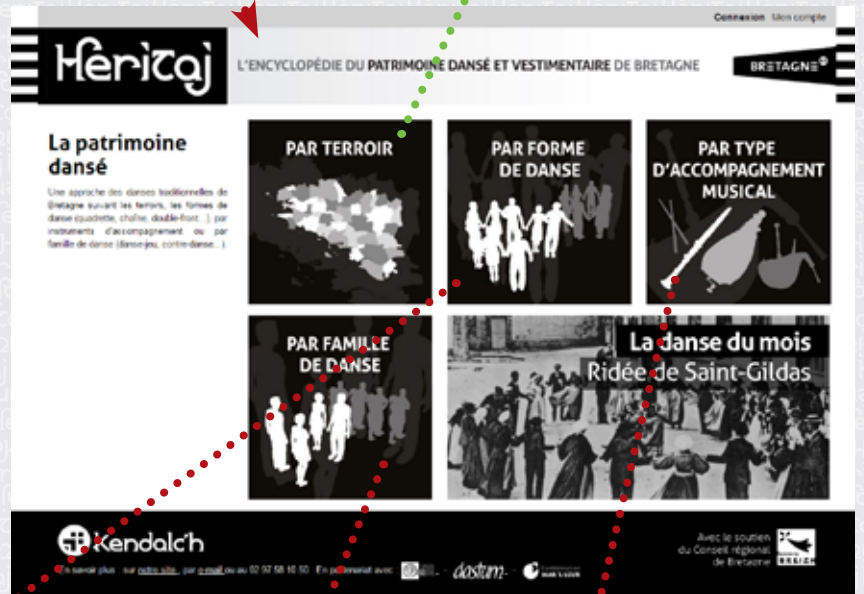 Connexion Mon compte
Heritaj
L'ENCYCLOPÉDIE DU PATRIMOINE DANSÉ ET VESTIMENTAIRE DE BRETAGNE
BRETAGNE
La patrimoine
dansé
Une approche des danses traditionnelles de
Bretagne suivant les terroirs, les formes de
danse (quadrette, chaîne, double-front...), par
instruments d'accompagnement ou par
famille de danse (danse-jeu, contre-danse...).
PAR TERROIR
PAR FORME
DE DANSE
PAR TYPE
D'ACCOMPAGNEMENT
MUSICAL
PAR FAMILLE
DE DANSE
La danse du mois
Ridée de Saint-Gildas
Kendalc'h
En savoir plus : sur notre site, par e-mail ou au 02 97 58 10 50. En partenariat avec
dastum
Avec le soutien
du Conseil régional
de Bretagne
BREIZH